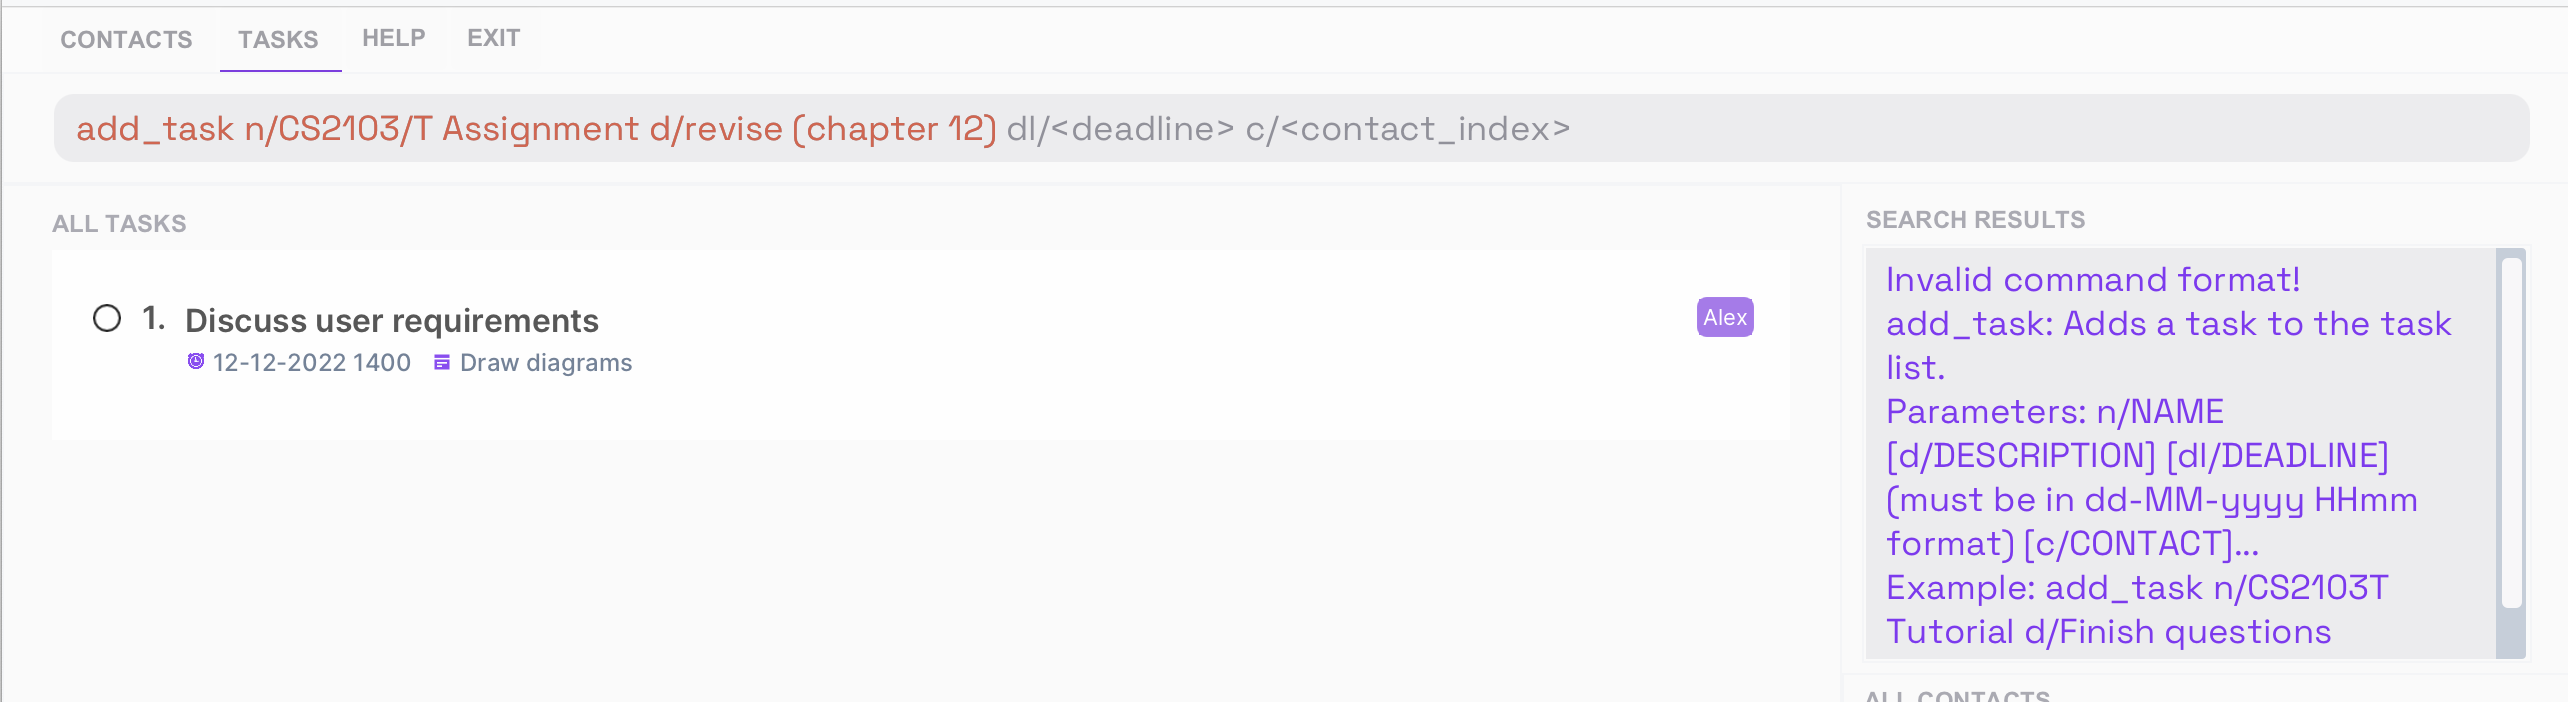 CONTACTS TASKS HELP EXIT
add_task n/CS2103/T Assignment d/revise (chapter 12) dl/<deadline> c/<contact_index>
ALL TASKS
1. Discuss user requirements
Alex
12-12-2022 1400 Draw diagrams
SEARCH RESULTS
Invalid command format!
add_task: Adds a task to the task
list.
Parameters: n/NAME
[d/DESCRIPTION] [dl/DEADLINE]
(must be in dd-MM-yyyy HHmm
format) [c/CONTACT]...
Example: add_task n/CS2103T
Tutorial d/Finish questions
ALL CONTACTS